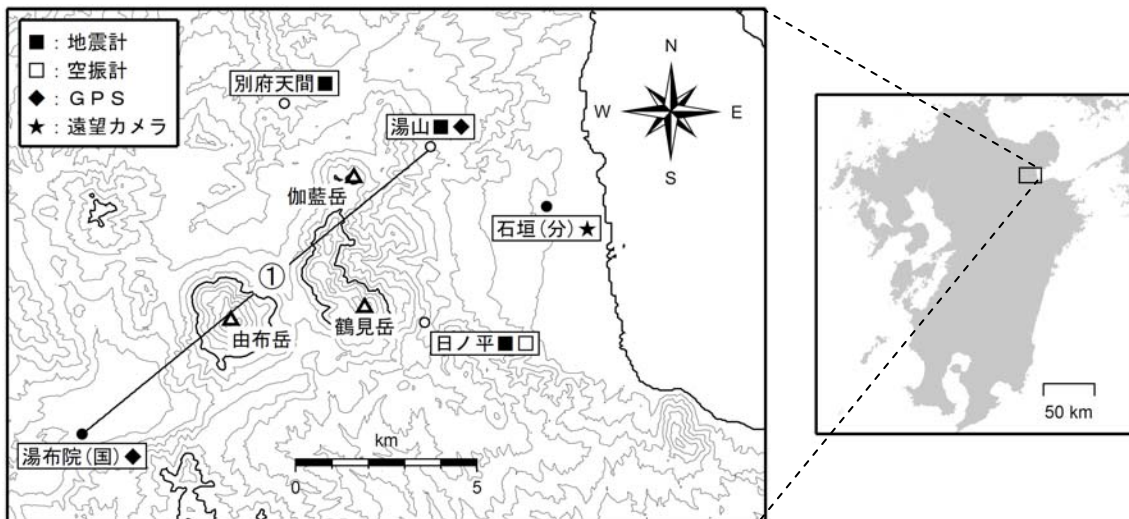 ■：地震計
□：空振計
◆：GPS
★：遠望カメラ
別府天間■
湯山■◆
伽藍岳
石垣(分)★
①
由布岳
鶴見岳
日ノ平■□
湯布院(国)◆
km
0
5
N
W
E
S
50 km